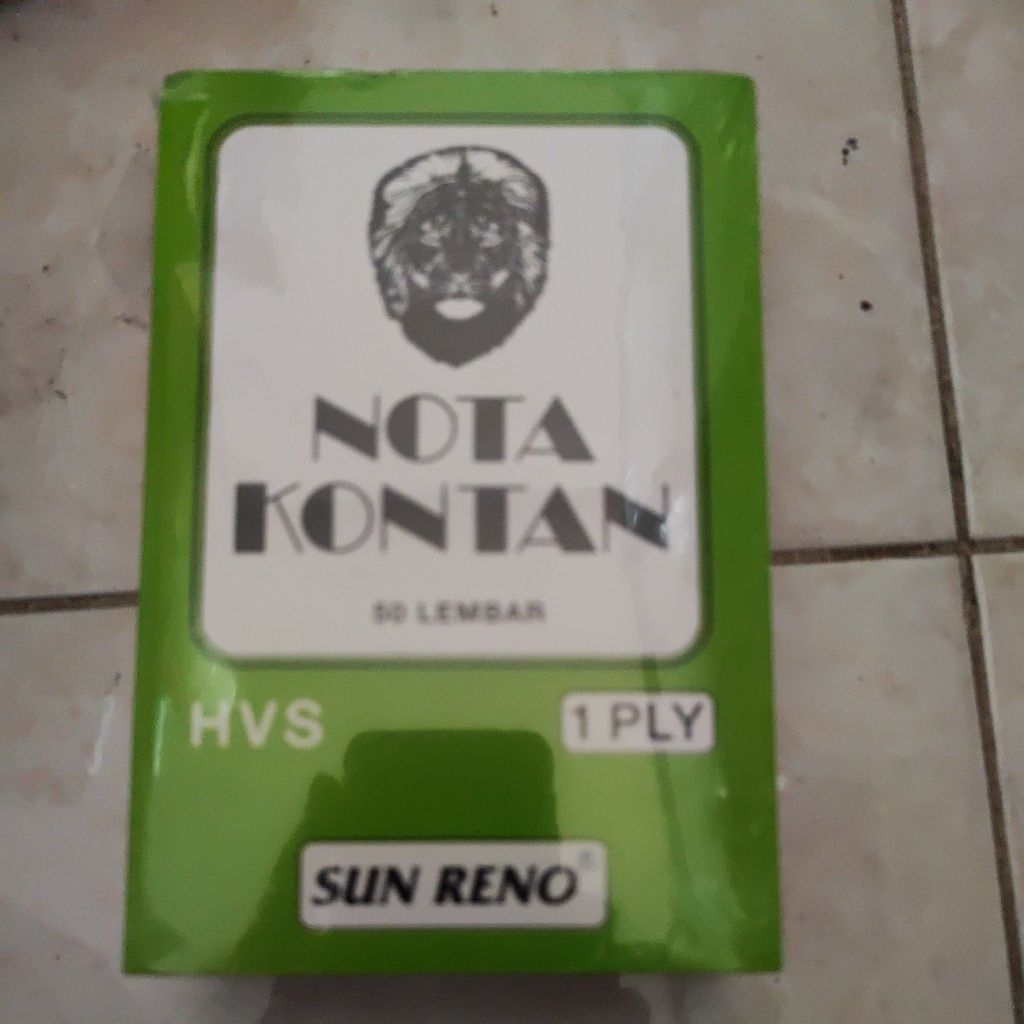 NOTA
KONTAN
50 LEMBAR
HVS
1 PLY
SUN RENO®